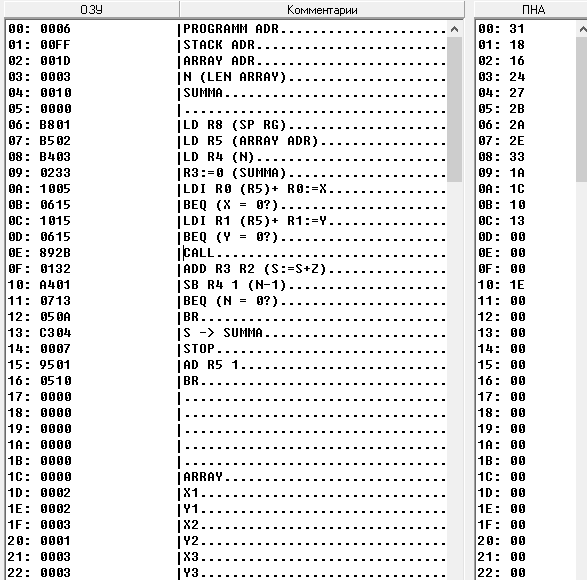 ОЗУ Комментарии ПНА
00: 0006 |PROGRAMM ADR........................ 00: 31
01: 00FF |STACK ADR........................... 01: 18
02: 001D |ARRAY ADR........................... 02: 16
03: 0003 |N (LEN ARRAY)....................... 03: 24
04: 0010 |SUMMA............................... 04: 27
05: 0000 |.................................... 05: 2B
06: B801 |LD R8 (SP RG)....................... 06: 2A
07: B502 |LD R5 (ARRAY ADR)................... 07: 2E
08: B403 |LD R4 (N)........................... 08: 33
09: 0233 |R3:=0 (SUMMA)....................... 09: 1A
0A: 1005 |LDI R0 (R5)+ R0:=X.................. 0A: 1C
0B: 0615 |BEQ (X = 0?)........................ 0B: 10
0C: 1015 |LDI R1 (R5)+ R1:=Y.................. 0C: 13
0D: 0615 |BEQ (Y = 0?)........................ 0D: 00
0E: 892B |CALL................................ 0E: 00
0F: 0132 |ADD R3 R2 (S:=S+Z).................. 0F: 00
10: A401 |SB R4 1 (N-1)....................... 10: 1E
11: 0713 |BEQ (N = 0?)........................ 11: 00
12: 050A |BR.................................. 12: 00
13: C304 |S -> SUMMA.......................... 13: 00
14: 0007 |STOP................................ 14: 00
15: 9501 |AD R5 1............................. 15: 00
16: 0510 |BR.................................. 16: 00
17: 0000 |.................................... 17: 00
18: 0000 |.................................... 18: 00
19: 0000 |.................................... 19: 00
1A: 0000 |.................................... 1A: 00
1B: 0000 |.................................... 1B: 00
1C: 0000 |ARRAY............................... 1C: 00
1D: 0002 |X1.................................. 1D: 00
1E: 0002 |Y1.................................. 1E: 00
1F: 0003 |X2.................................. 1F: 00
20: 0001 |Y2.................................. 20: 00
21: 0003 |X3.................................. 21: 00
22: 0003 |Y3.................................. 22: 00